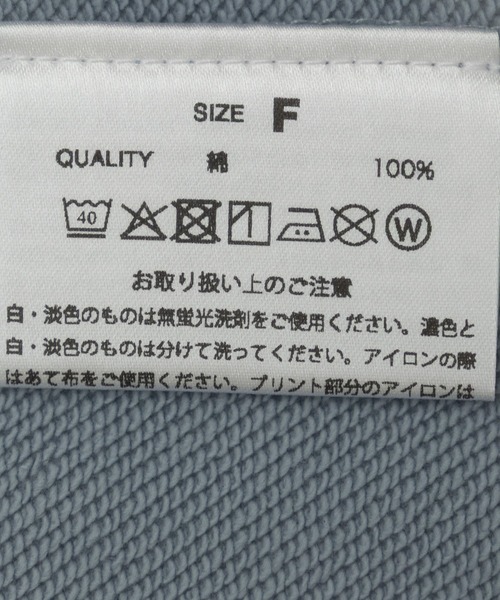 SIZE F
QUALITY 綿 100%
40 W
お取り扱い上のご注意
白・淡色のものは無蛍光洗剤をご使用ください。濃色と
白・淡色のものは分けて洗ってください。アイロンの際
はあて布をご使用ください。プリント部分のアイロンは